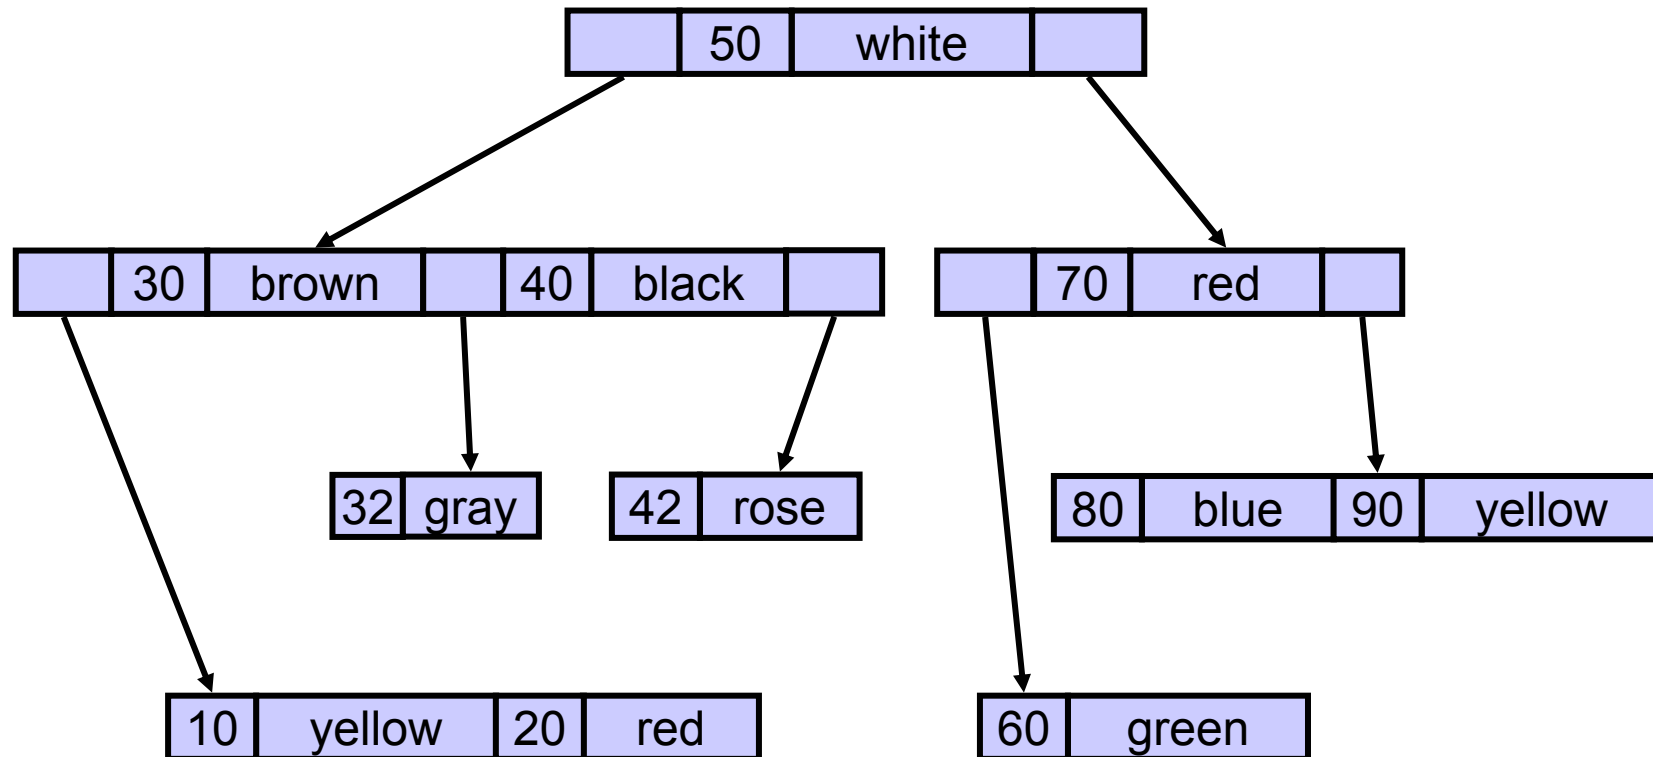 50 white
30 brown 40 black
70 red
32 gray
42 rose
80 blue 90 yellow
10 yellow 20 red
60 green